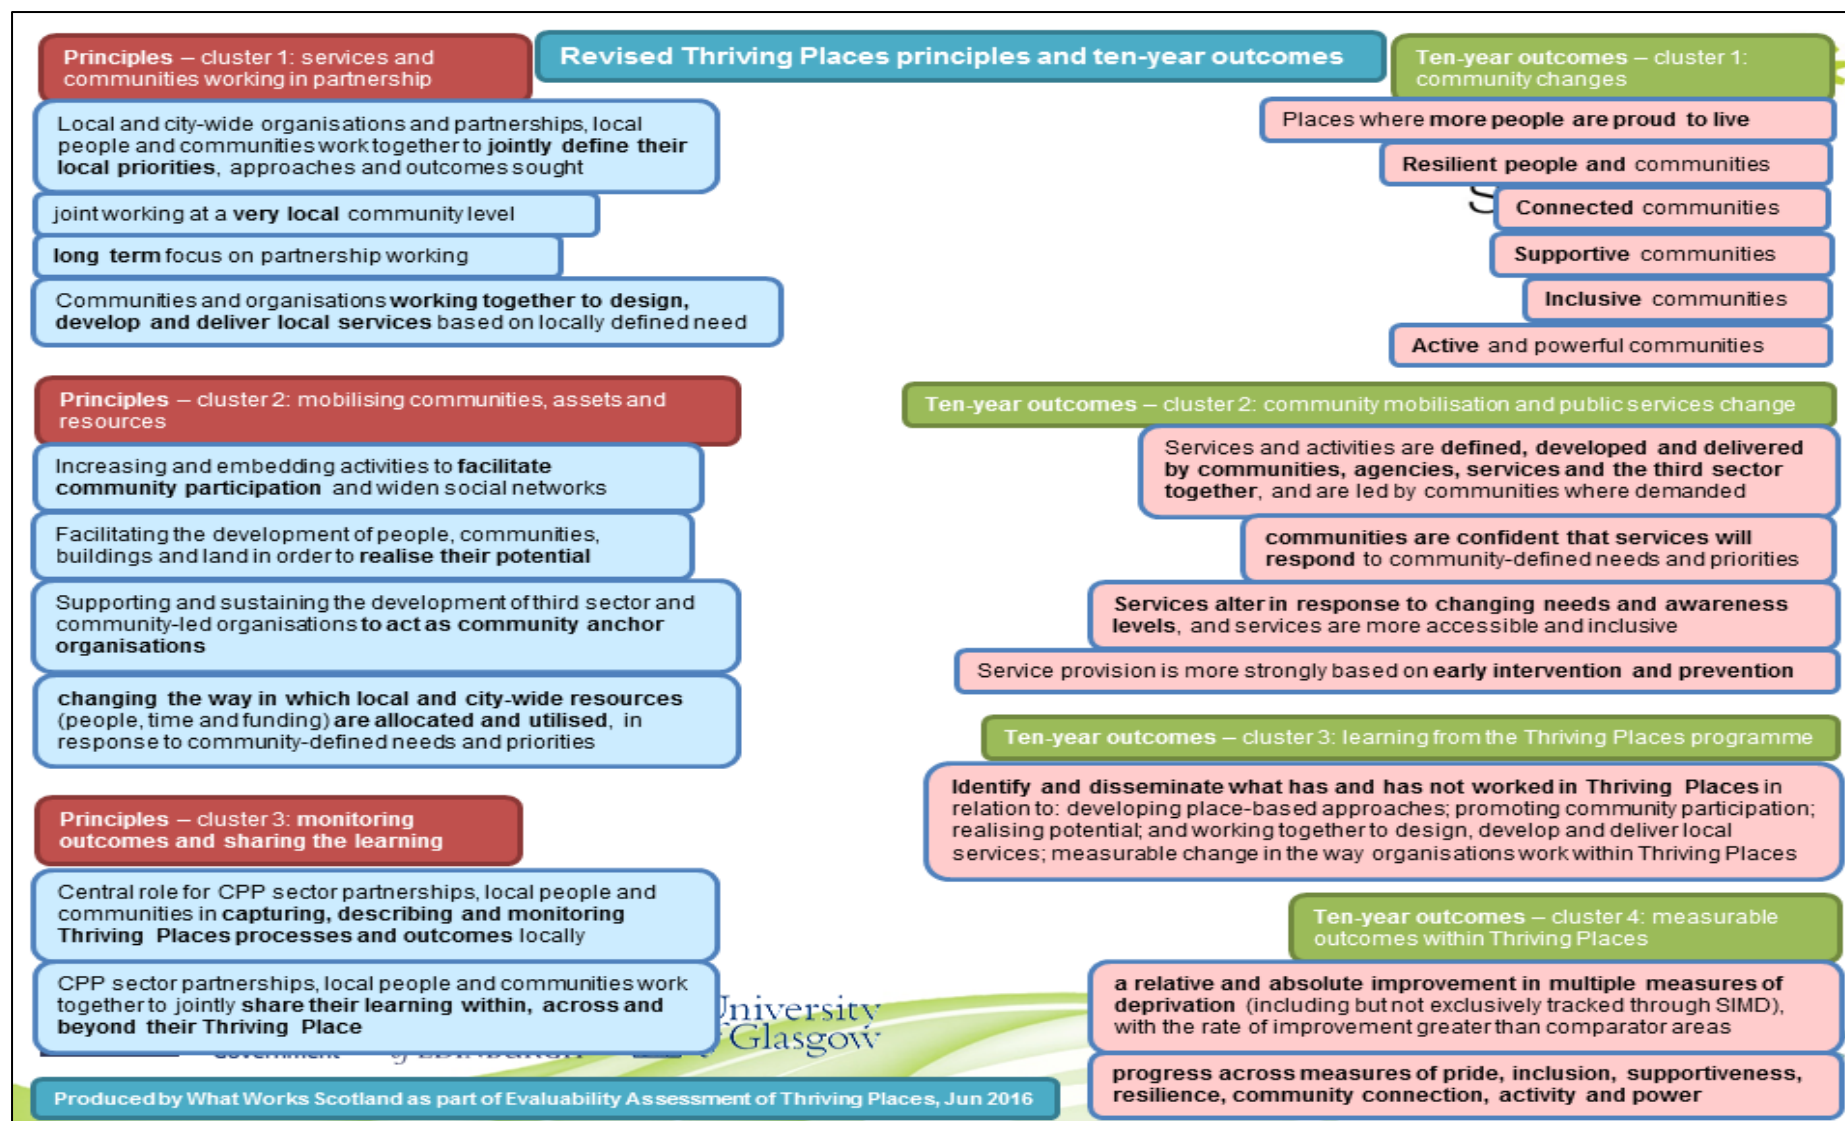 Revised Thriving Places principles and ten-year outcomes
Principles – cluster 1: services and
communities working in partnership
Local and city-wide organisations and partnerships, local
people and communities work together to jointly define their
local priorities, approaches and outcomes sought
joint working at a very local community level
long term focus on partnership working
Communities and organisations working together to design,
develop and deliver local services based on locally defined need
Principles – cluster 2: mobilising communities, assets and
resources
Increasing and embedding activities to facilitate
community participation and widen social networks
Facilitating the development of people, communities,
buildings and land in order to realise their potential
Supporting and sustaining the development of third sector and
community-led organisations to act as community anchor
organisations
changing the way in which local and city-wide resources
(people, time and funding) are allocated and utilised, in
response to community-defined needs and priorities
Principles – cluster 3: monitoring
outcomes and sharing the learning
Central role for CPP sector partnerships, local people and
communities in capturing, describing and monitoring
Thriving Places processes and outcomes locally
CPP sector partnerships, local people and communities work
together to jointly share their learning within, across and
beyond their Thriving Place
University
of Glasgow
Produced by What Works Scotland as part of Evaluability Assessment of Thriving Places, Jun 2016
Ten-year outcomes – cluster 1:
community changes
Places where more people are proud to live
Resilient people and communities
Connected communities
Supportive communities
Inclusive communities
Active and powerful communities
Ten-year outcomes – cluster 2: community mobilisation and public services change
Services and activities are defined, developed and delivered
by communities, agencies, services and the third sector
together, and are led by communities where demanded
communities are confident that services will
respond to community-defined needs and priorities
Services alter in response to changing needs and awareness
levels, and services are more accessible and inclusive
Service provision is more strongly based on early intervention and prevention
Ten-year outcomes – cluster 3: learning from the Thriving Places programme
Identify and disseminate what has and has not worked in Thriving Places in
relation to: developing place-based approaches; promoting community participation;
realising potential; and working together to design, develop and deliver local
services; measurable change in the way organisations work within Thriving Places
Ten-year outcomes – cluster 4: measurable
outcomes within Thriving Places
a relative and absolute improvement in multiple measures of
deprivation (including but not exclusively tracked through SIMD),
with the rate of improvement greater than comparator areas
progress across measures of pride, inclusion, supportiveness,
resilience, community connection, activity and power